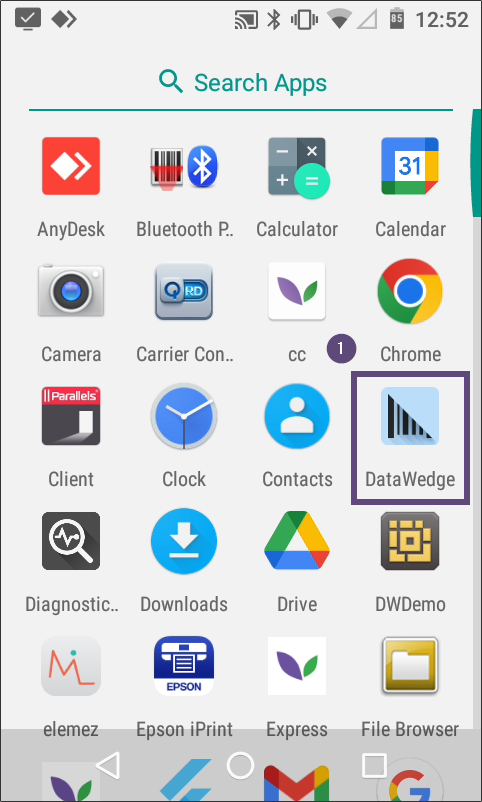 85 12:52
Search Apps
31
AnyDesk Bluetooth P.. Calculator Calendar
QRD
Camera Carrier Con.. cc 1 Chrome
Parallels®
Client Clock Contacts DataWedge
Diagnostic.. Downloads Drive DWDemo
EPSON
elemez Epson iPrint Express File Browser